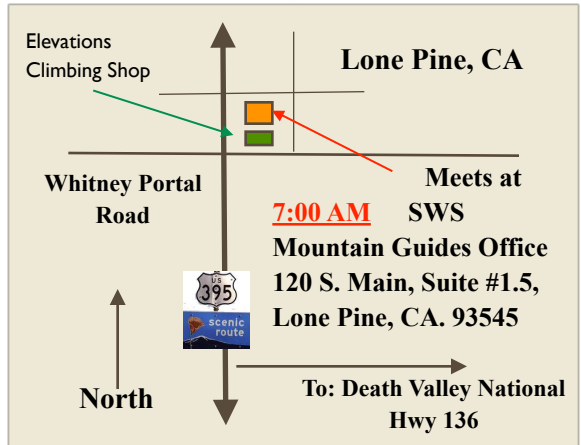 Elevations
Climbing Shop
Lone Pine, CA
Whitney Portal
Road
Meets at
7:00 AM SWS
Mountain Guides Office
120 S. Main, Suite #1.5,
Lone Pine, CA. 93545
US
395
scenic
route
North
To: Death Valley National
Hwy 136